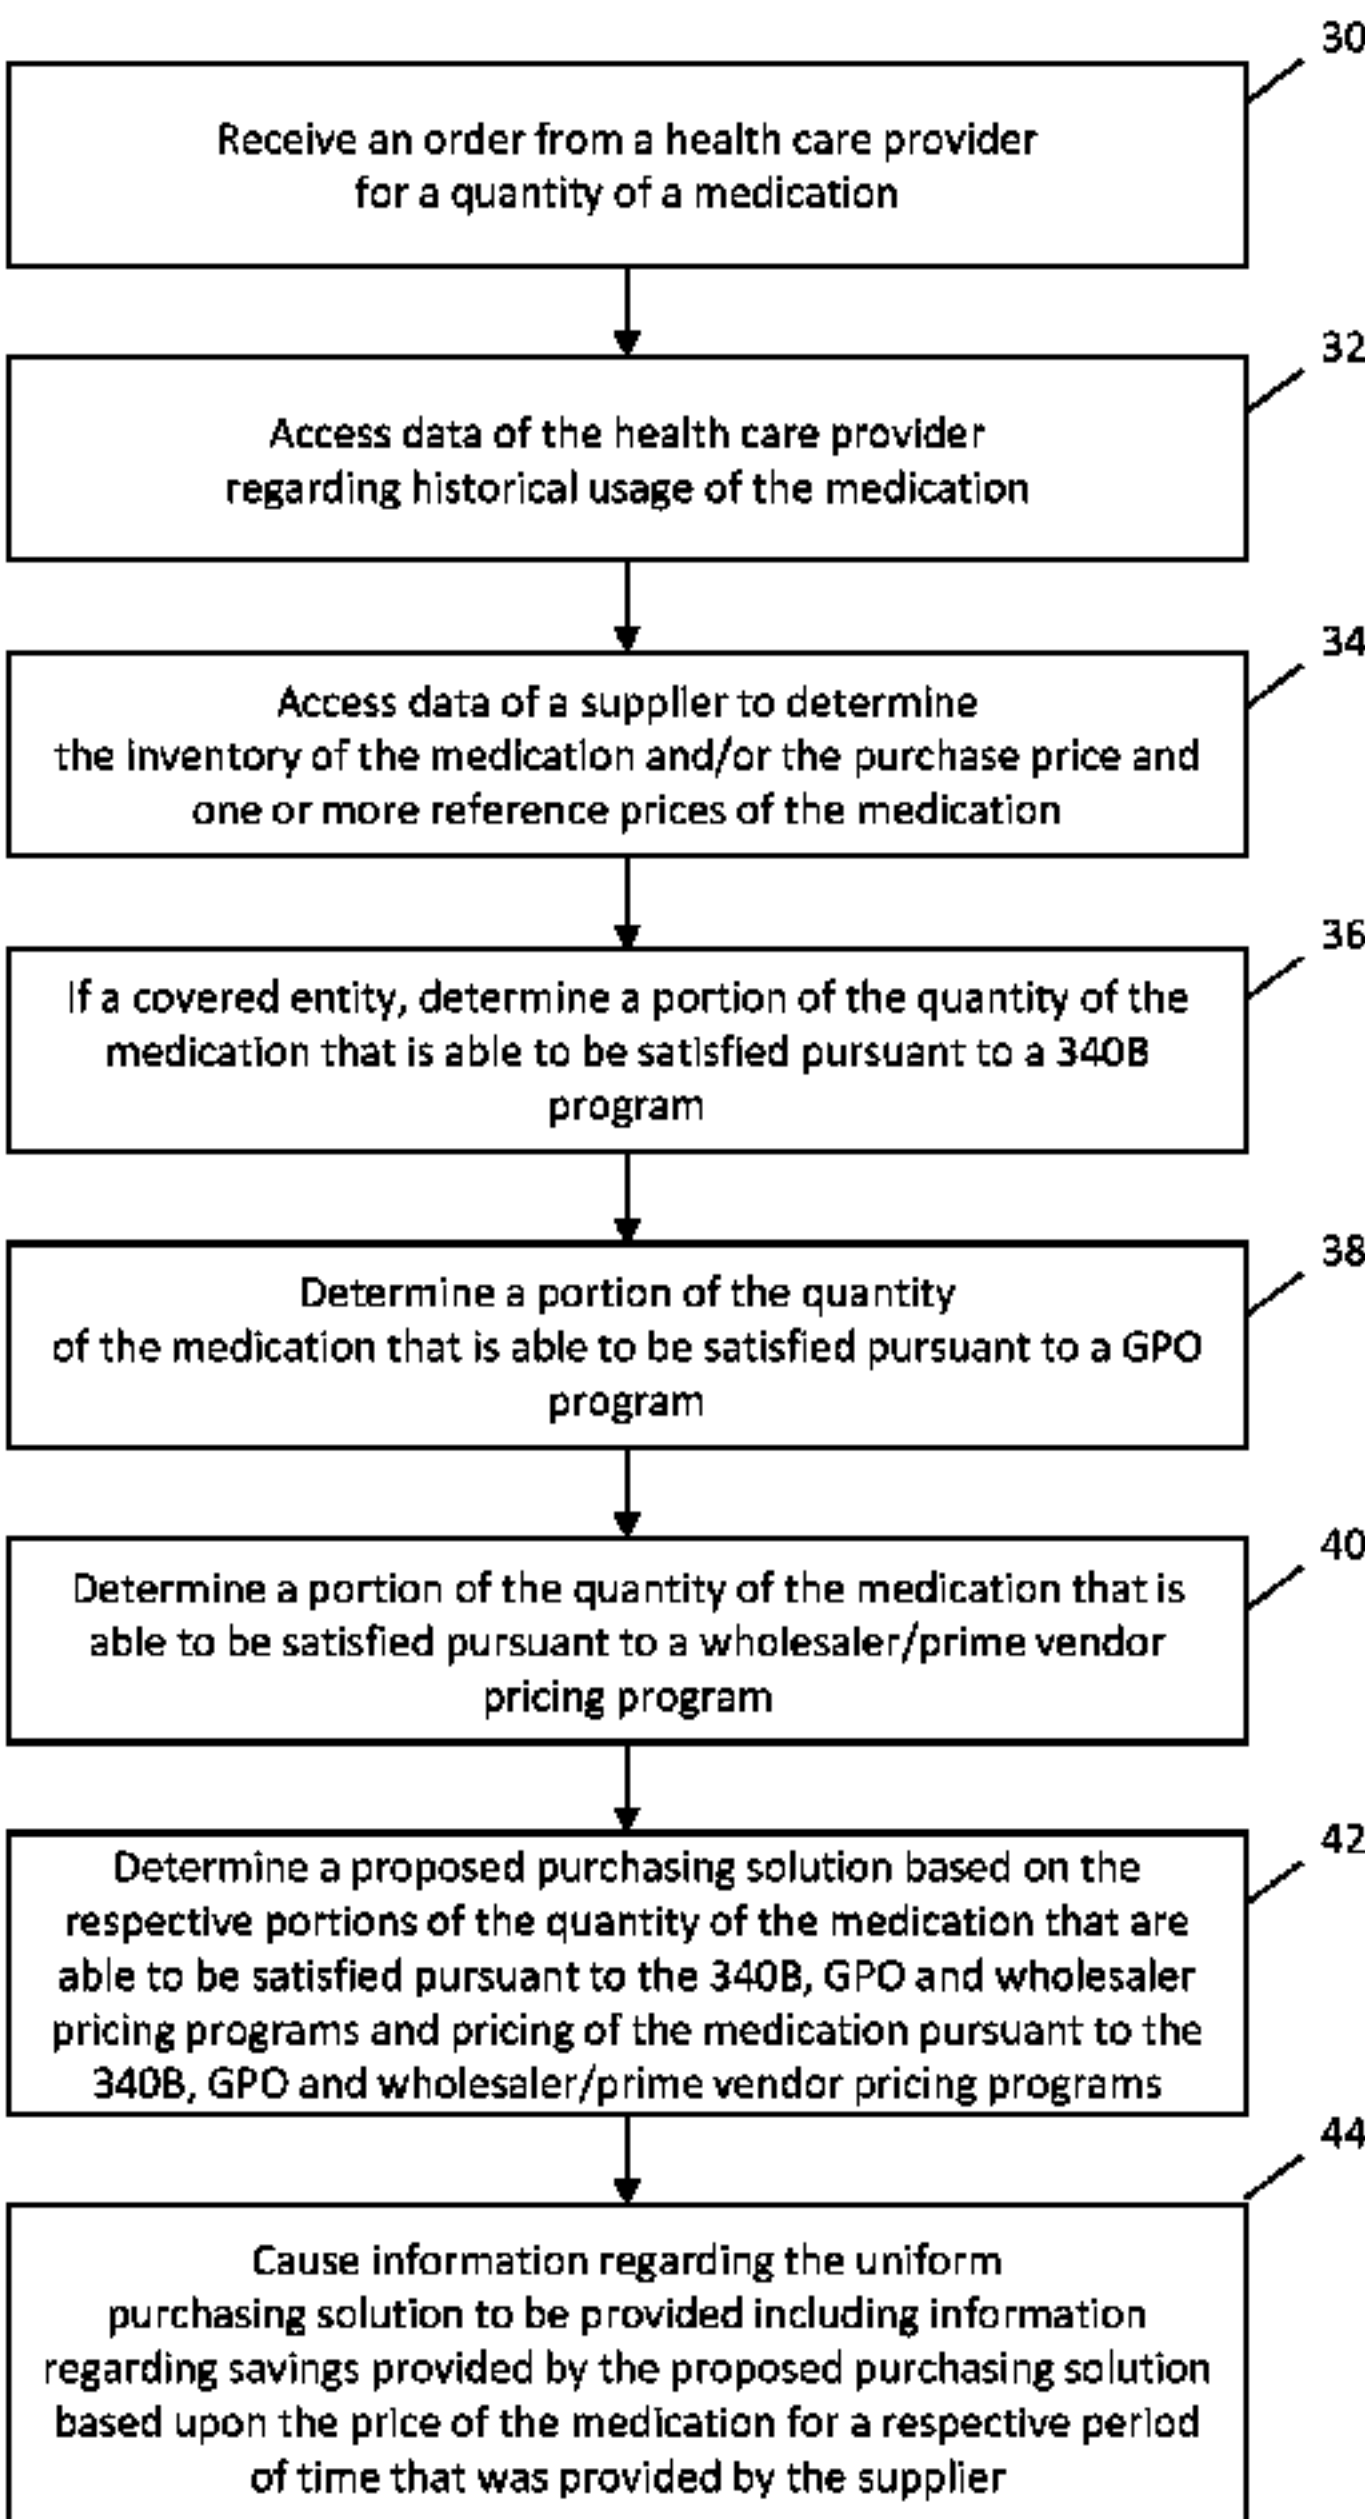 30
Receive an order from a health care provider
for a quantity of a medication
32
Access data of the health care provider
regarding historical usage of the medication
34
Access data of a supplier to determine
the inventory of the medication and/or the purchase price and
one or more reference prices of the medication
36
If a covered entity, determine a portion of the quantity of the
medication that is able to be satisfied pursuant to a 340B
program
38
Determine a portion of the quantity
of the medication that is able to be satisfied pursuant to a GPO
program
40
Determine a portion of the quantity of the medication that is
able to be satisfied pursuant to a wholesaler/prime vendor
pricing program
42
Determine a proposed purchasing solution based on the
respective portions of the quantity of the medication that are
able to be satisfied pursuant to the 340B, GPO and wholesaler
pricing programs and pricing of the medication pursuant to the
340B, GPO and wholesaler/prime vendor pricing programs
44
Cause information regarding the uniform
purchasing solution to be provided including information
regarding savings provided by the proposed purchasing solution
based upon the price of the medication for a respective period
of time that was provided by the supplier